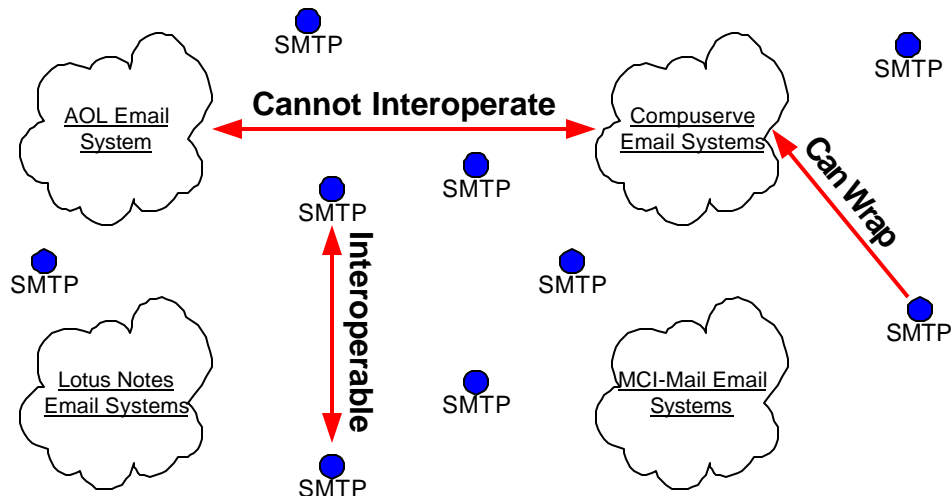 SMTP
SMTP
AOL Email
System
Cannot Interoperate
Compuserve
Email Systems
SMTP
SMTP
Can Wrap
SMTP
Interoperable
SMTP
SMTP
Lotus Notes
Email Systems
SMTP
MCI-Mail Email
Systems
SMTP
SMTP